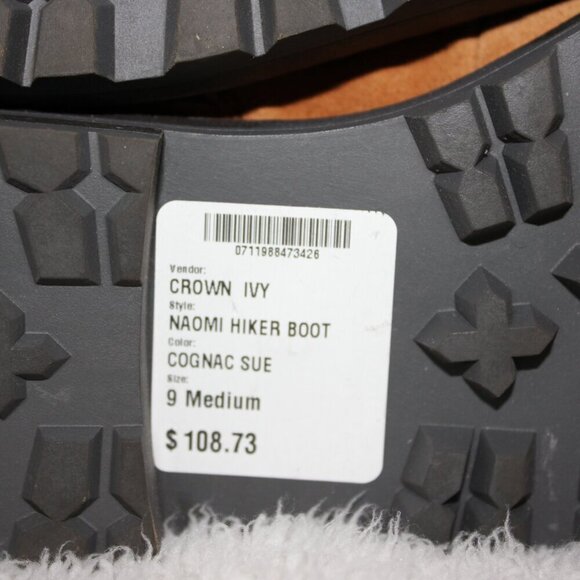 0711988473426
Vendor:
CROWN IVY
Style:
NAOMI HIKER BOOT
Color:
COGNAC SUE
Size:
9 Medium
$108.73